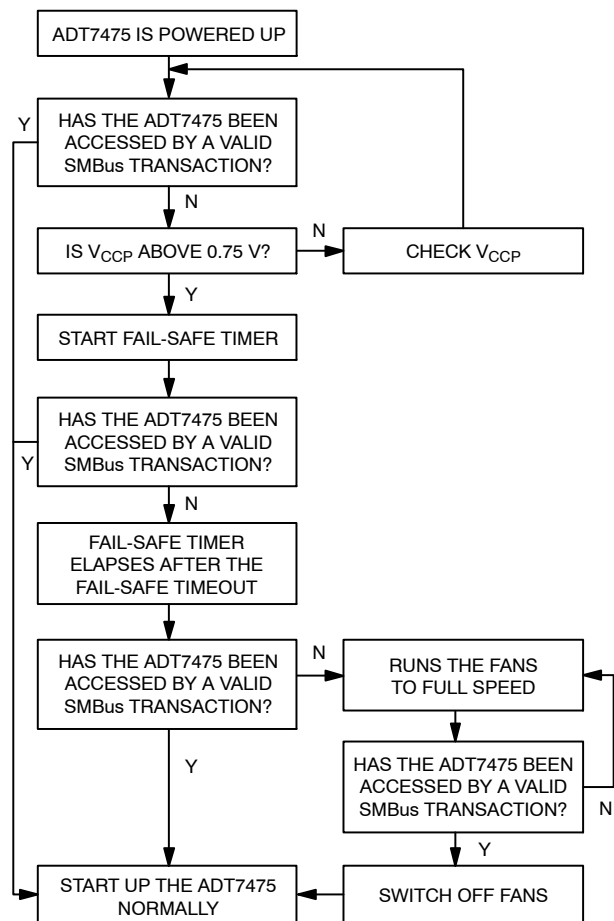 ADT7475 IS POWERED UP
Y
HAS THE ADT7475 BEEN
ACCESSED BY A VALID
SMBus TRANSACTION?
N
IS VCCP ABOVE 0.75 V?
N
CHECK VCCP
Y
START FAIL-SAFE TIMER
HAS THE ADT7475 BEEN
ACCESSED BY A VALID
SMBus TRANSACTION?
Y
N
FAIL-SAFE TIMER
ELAPSES AFTER THE
FAIL-SAFE TIMEOUT
HAS THE ADT7475 BEEN
ACCESSED BY A VALID
SMBus TRANSACTION?
N
RUNS THE FANS
TO FULL SPEED
Y
HAS THE ADT7475 BEEN
ACCESSED BY A VALID
SMBus TRANSACTION?
N
Y
START UP THE ADT7475
NORMALLY
SWITCH OFF FANS